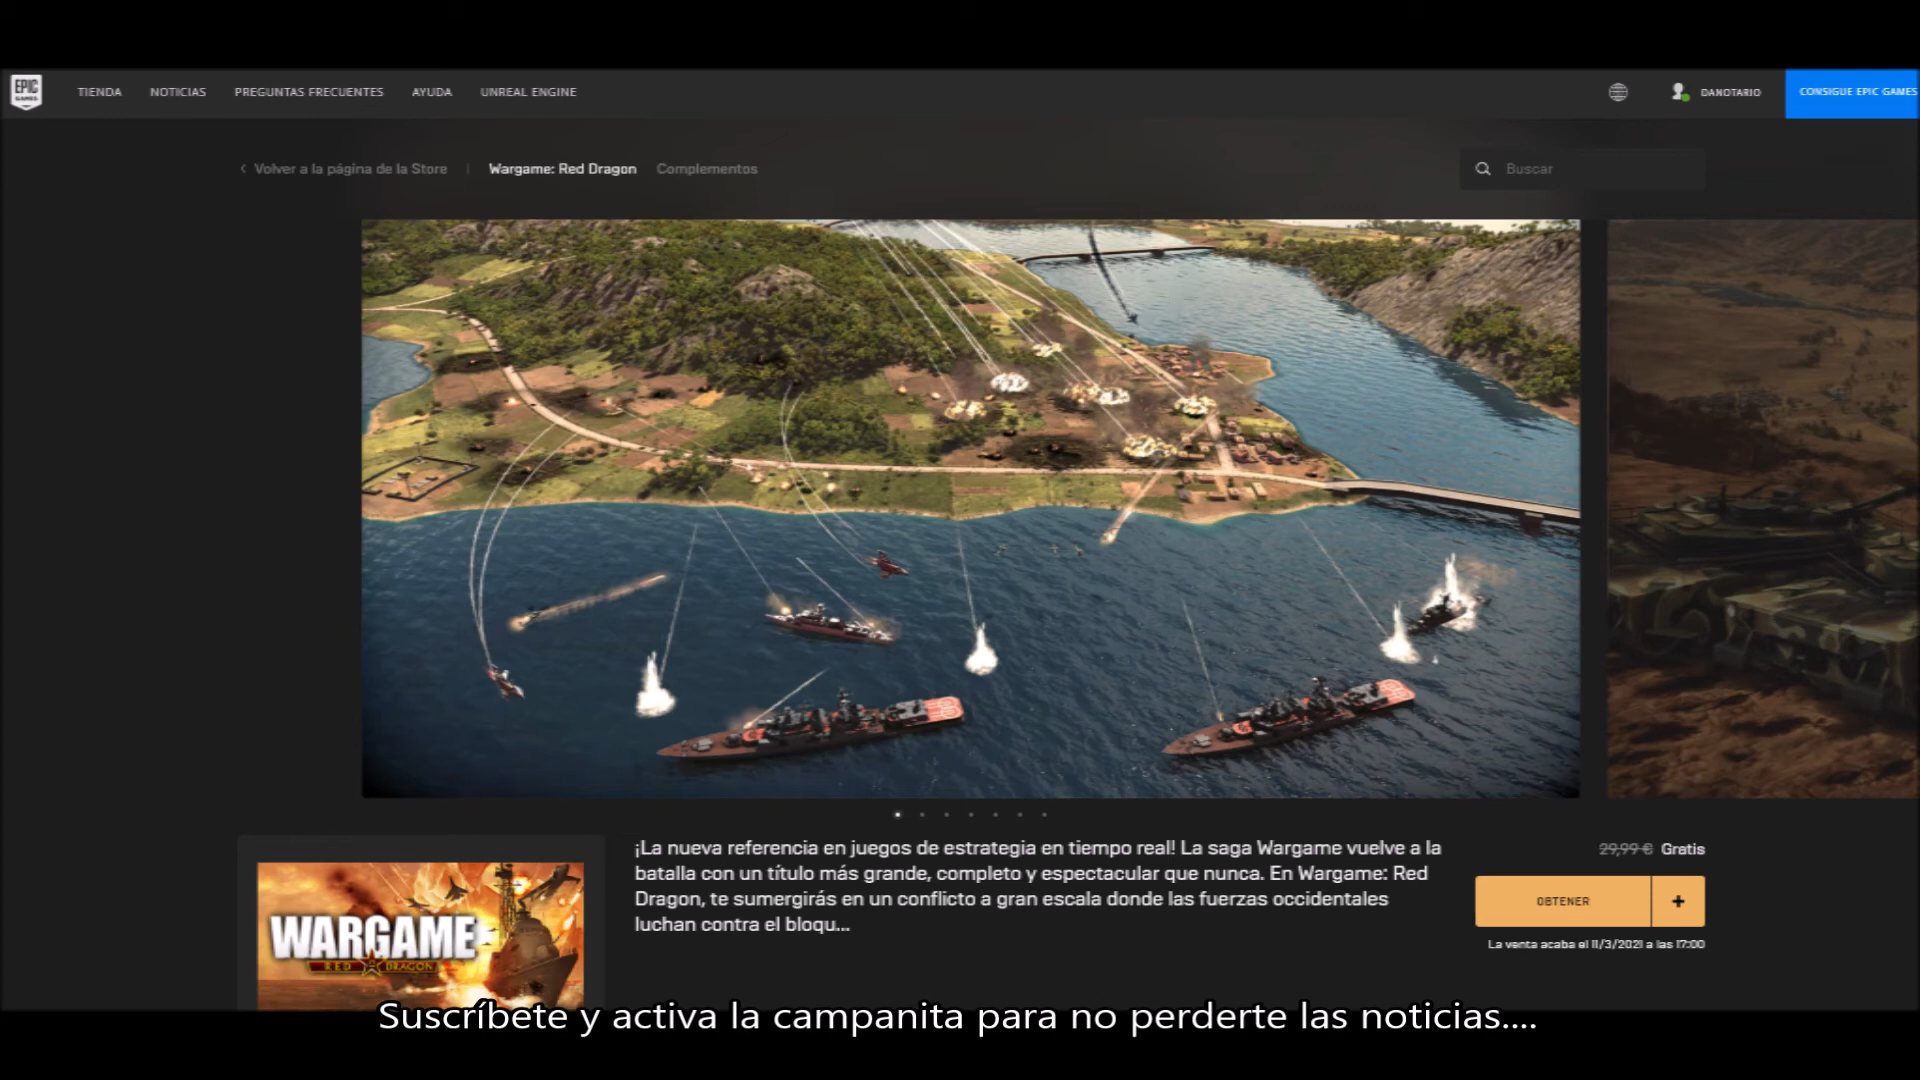 EPIC
GAMES
TIENDA NOTICIAS PREGUNTAS FRECUENTES AYUDA UNREAL ENGINE DANOTARIO CONSIGUE EPIC GAMES
Volver a la página de la Store | Wargame: Red Dragon Complementos Buscar
¡La nueva referencia en juegos de estrategia en tiempo real! La saga Wargame vuelve a la
batalla con un título más grande, completo y espectacular que nunca. En Wargame: Red
Dragon, te sumergirás en un conflicto a gran escala donde las fuerzas occidentales
luchan contra el bloqu...
29,99 € Gratis
OBTENER +
La venta acaba el 11/3/2021 a las 17:00
WARGAME
RED DRAGON
Suscríbete y activa la campanita para no perderte las noticias....